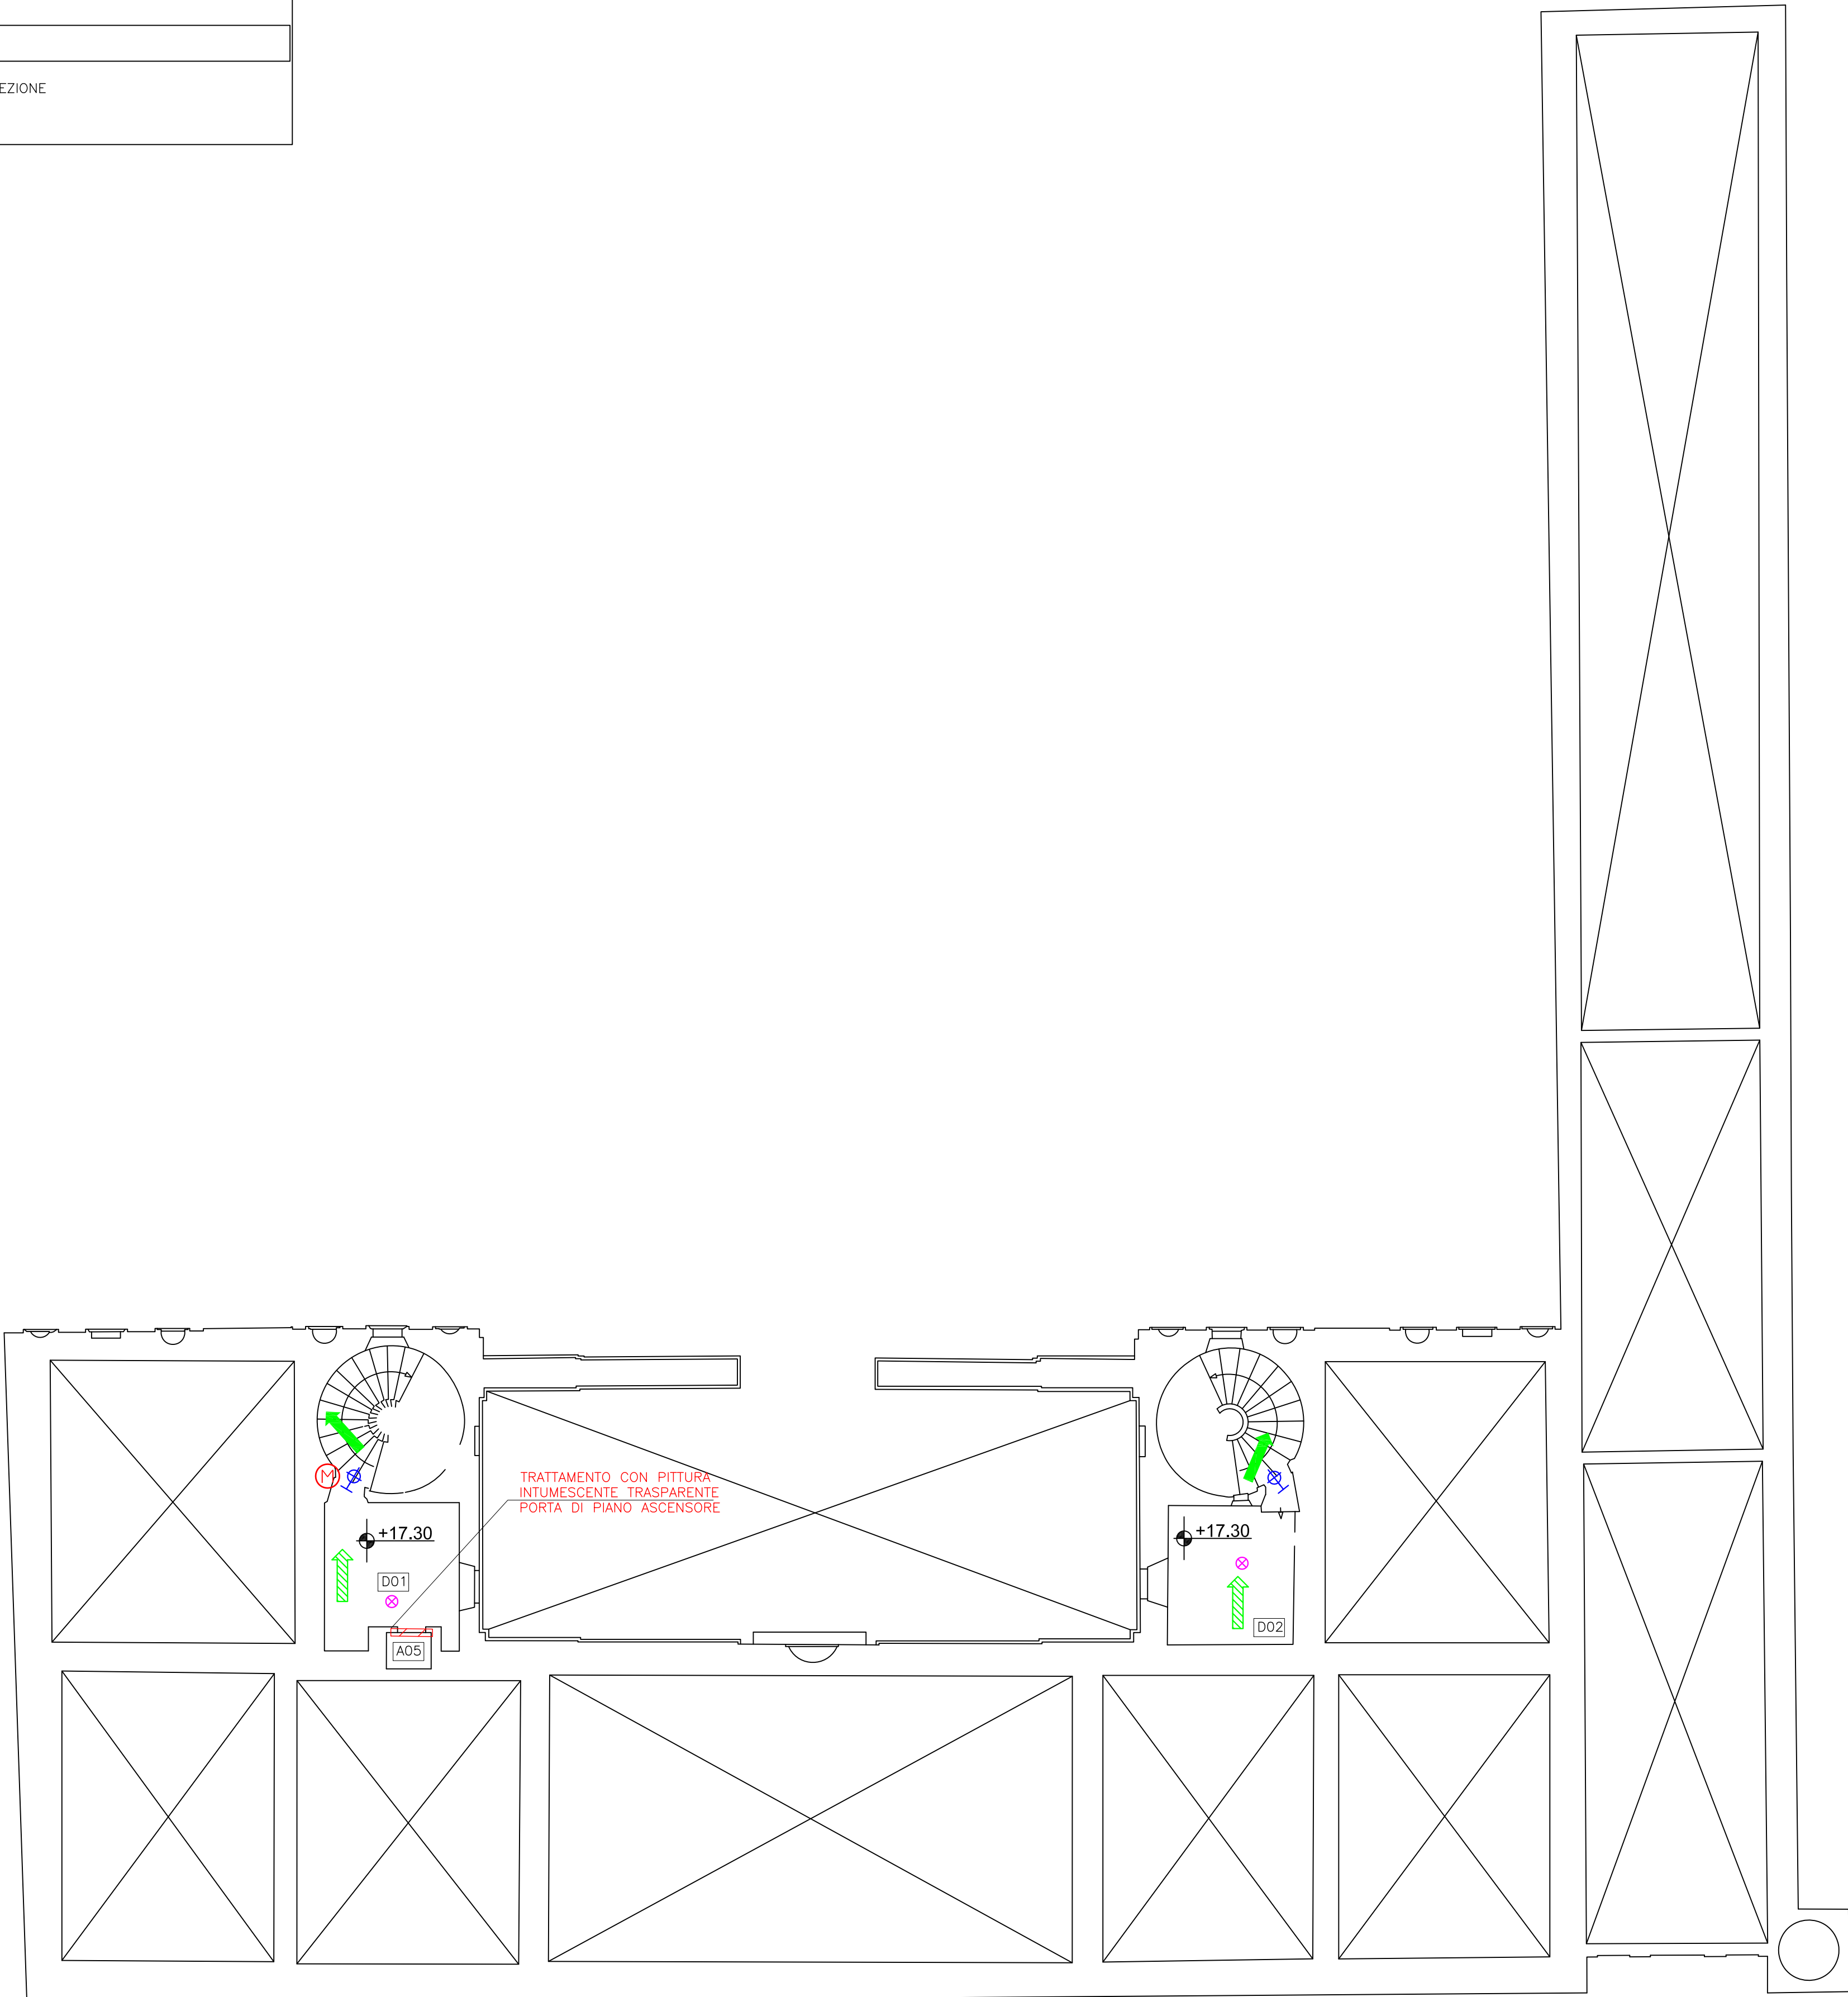 EZIONE
M
TRATTAMENTO CON PITTURA
INTUMESCENTE TRASPARENTE
PORTA DI PIANO ASCENSORE
+17.30
+17.30
D01
D02
A05